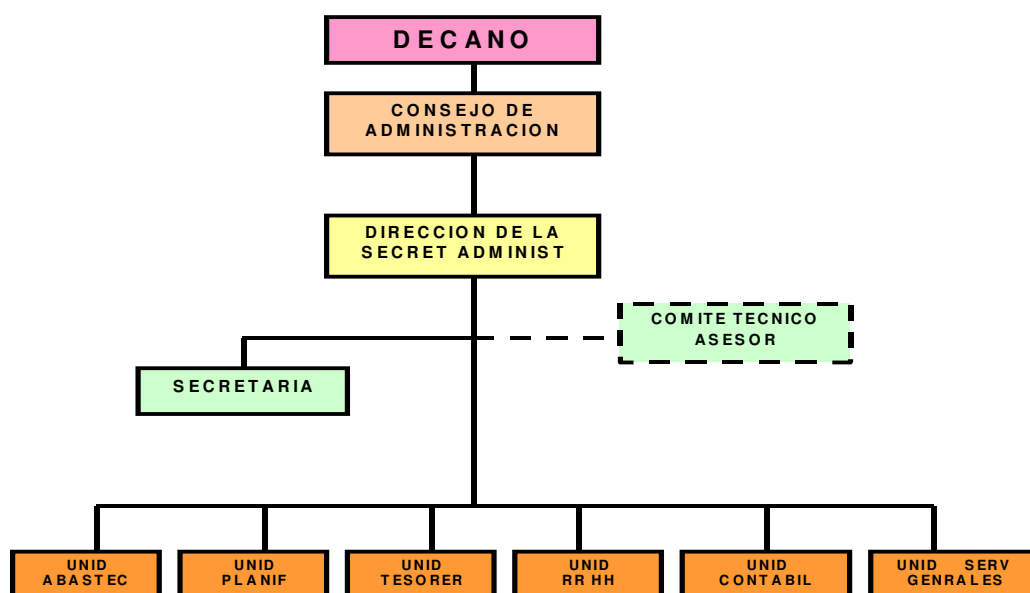 DECANO
CONSEJO DE
ADMINISTRACION
DIRECCION DE LA
SECRET ADMINIST
COMITE TECNICO
ASESOR
SECRETARIA
UNID
ABASTEC
UNID
PLANIF
UNID
TESORER
UNID
RR HH
UNID
CONTABIL
UNID SERV
GENRALES